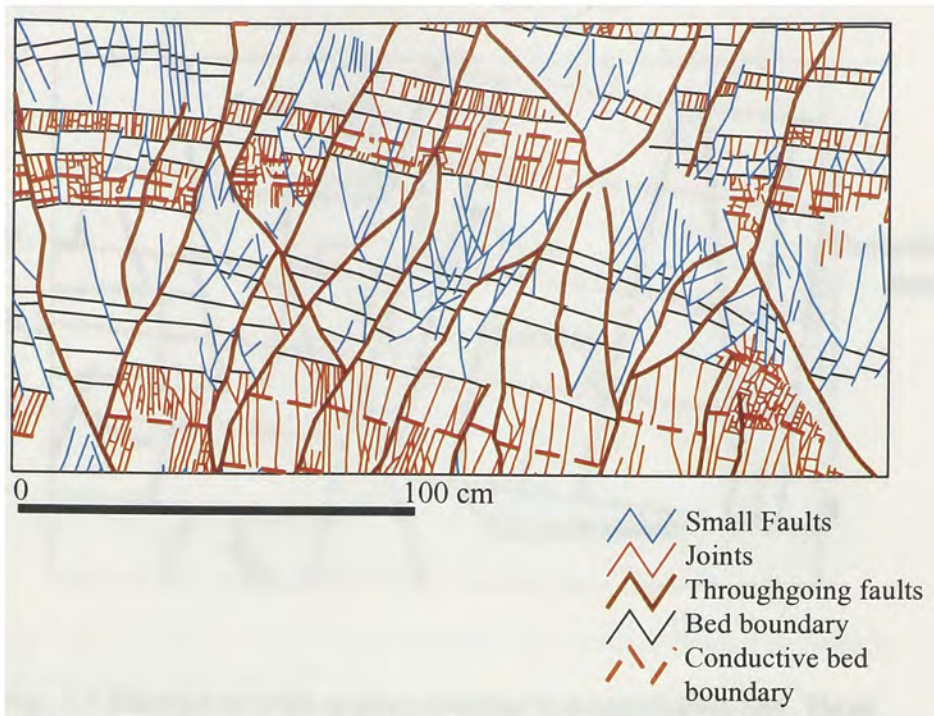 0
100 cm
Small Faults
Joints
Throughgoing faults
Bed boundary
Conductive bed
boundary